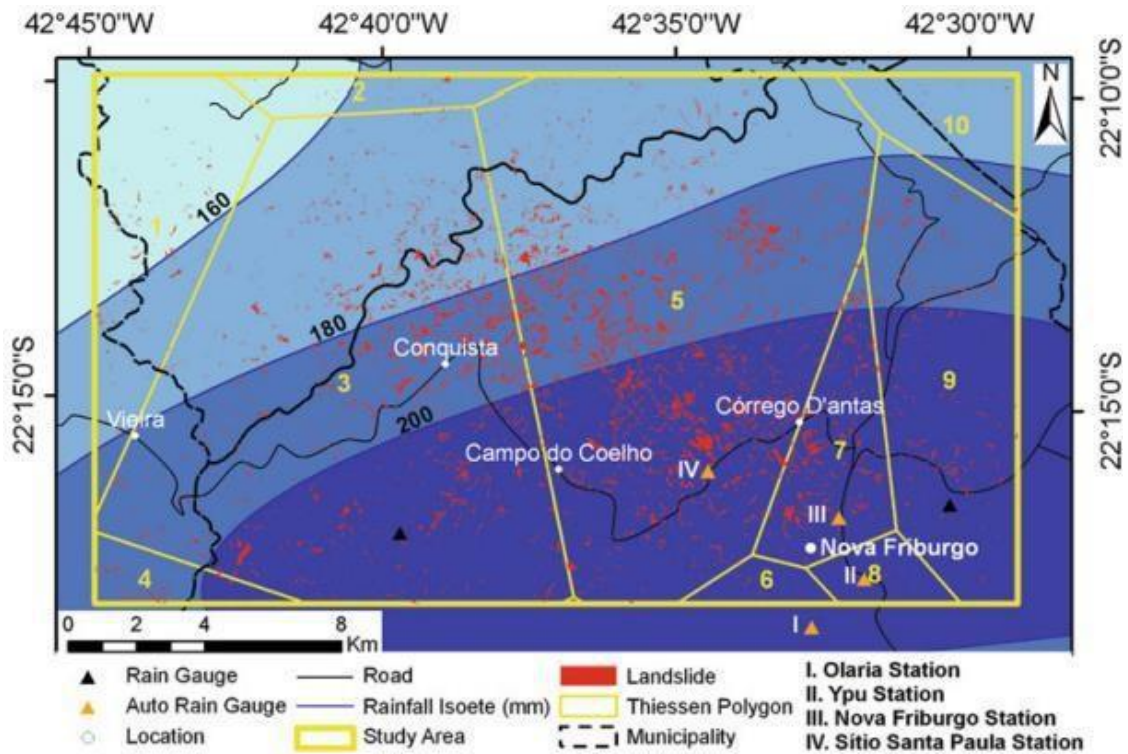 42°45'0"W 42°40'0"W 42°35'0"W 42°30'0"W
N
22°10'0"S
2
10
160
1
5
180
Conquista
3
22°15'0"S
22°15'0"S
9
Vieira
200
Córrego D'antas
Campo do Coelho
7
IV
III
Nova Friburgo
4
6
II
8
I
0 2 4 8
Km
Rain Gauge
Road
Landslide
I. Olaria Station
Auto Rain Gauge
Rainfall Isoete (mm)
Thiessen Polygon
II. Ypu Station
III. Nova Friburgo Station
Location
Study Area
Municipality
IV. Sítio Santa Paula Station